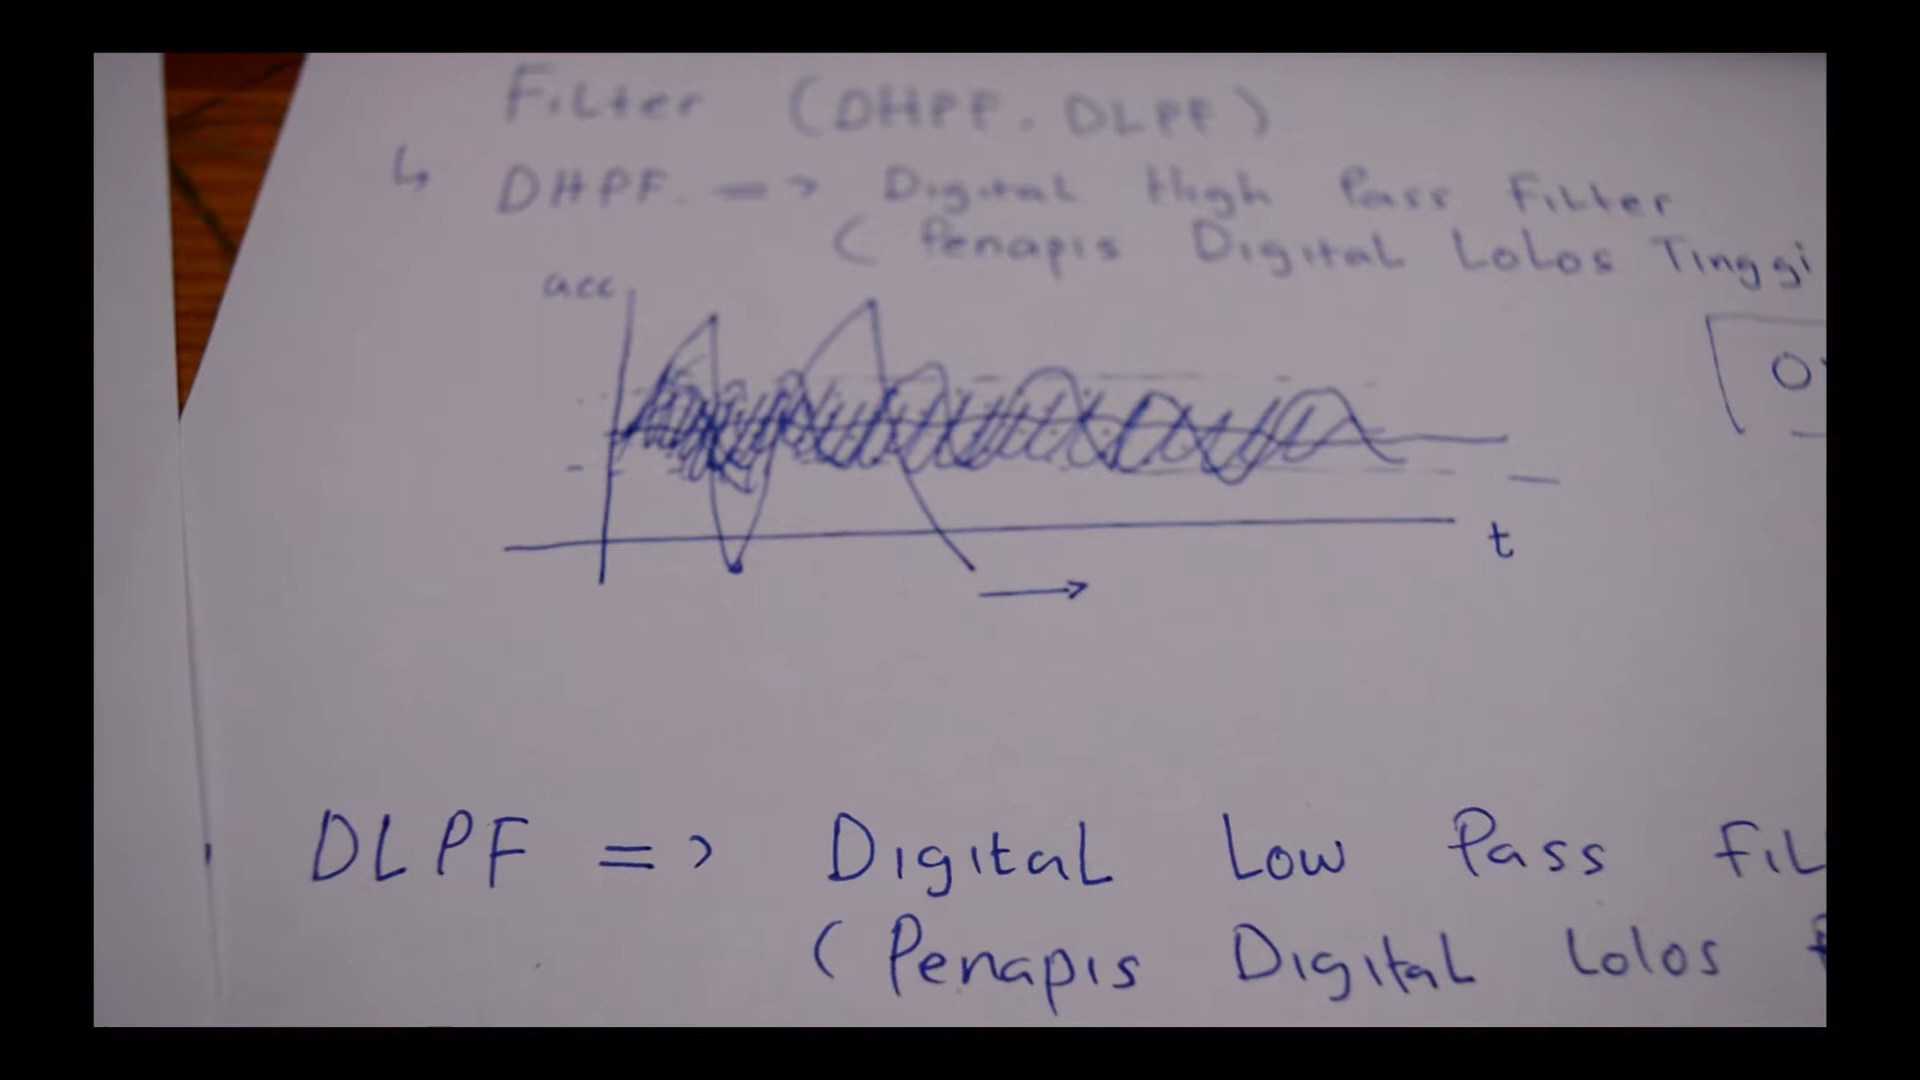 Filter (DHPF, DLPF)
↳ DHPF => Digital High Pass Filter
(Penapis Digital Lolos Tinggi
acc
t
DLPF => Digital Low Pass FiL
(Penapis Digital Lolos